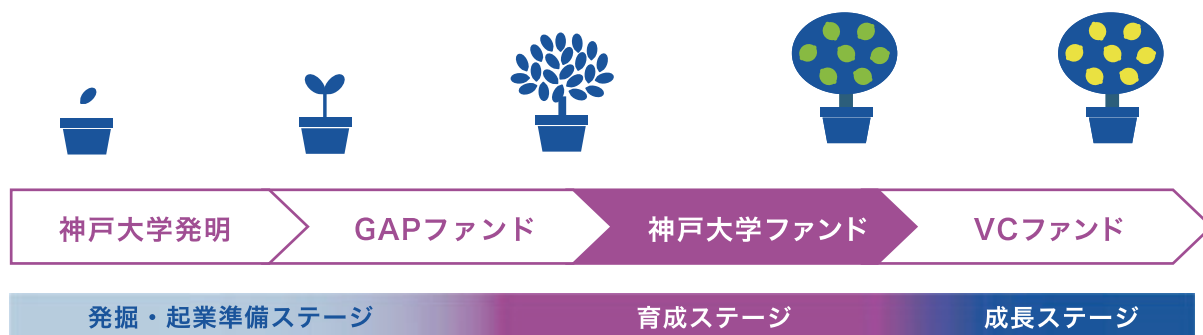 神戸大学発明
GAPファンド
神戸大学ファンド
VCファンド
発掘・起業準備ステージ
育成ステージ
成長ステージ